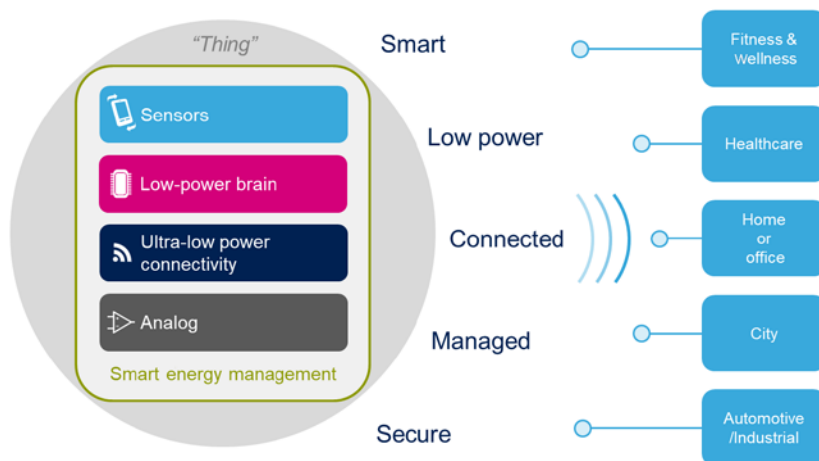 “Thing”
Sensors
Low-power brain
Ultra-low power
connectivity
Analog
Smart energy management
Smart
Low power
Connected
Managed
Secure
Fitness &
Wellness
Healthcare
Home
or
office
City
Automotive
/Industrial